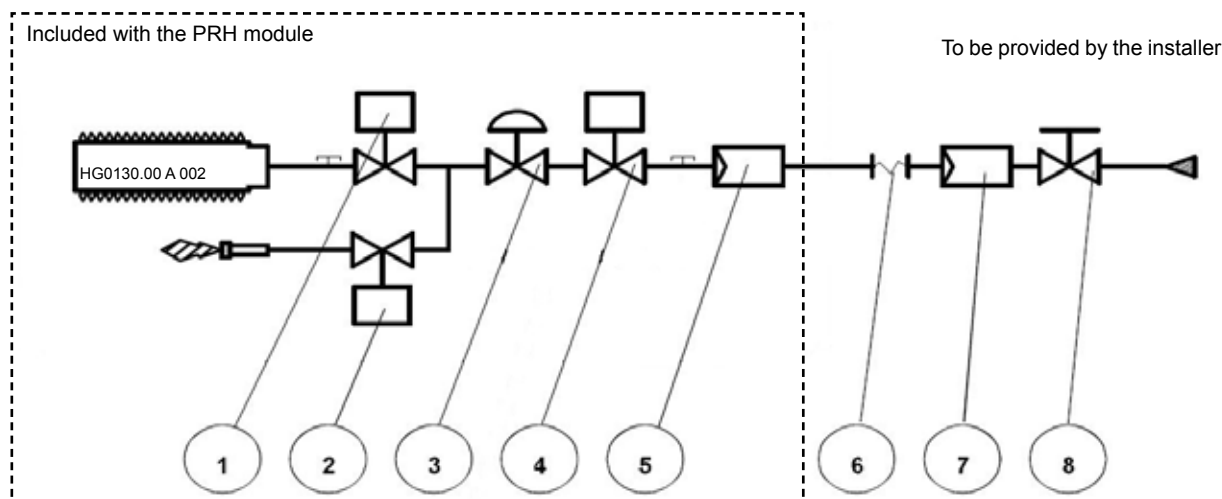 Included with the PRH module
To be provided by the installer
HG0130.00 A 002
1 2 3 4 5 6 7 8